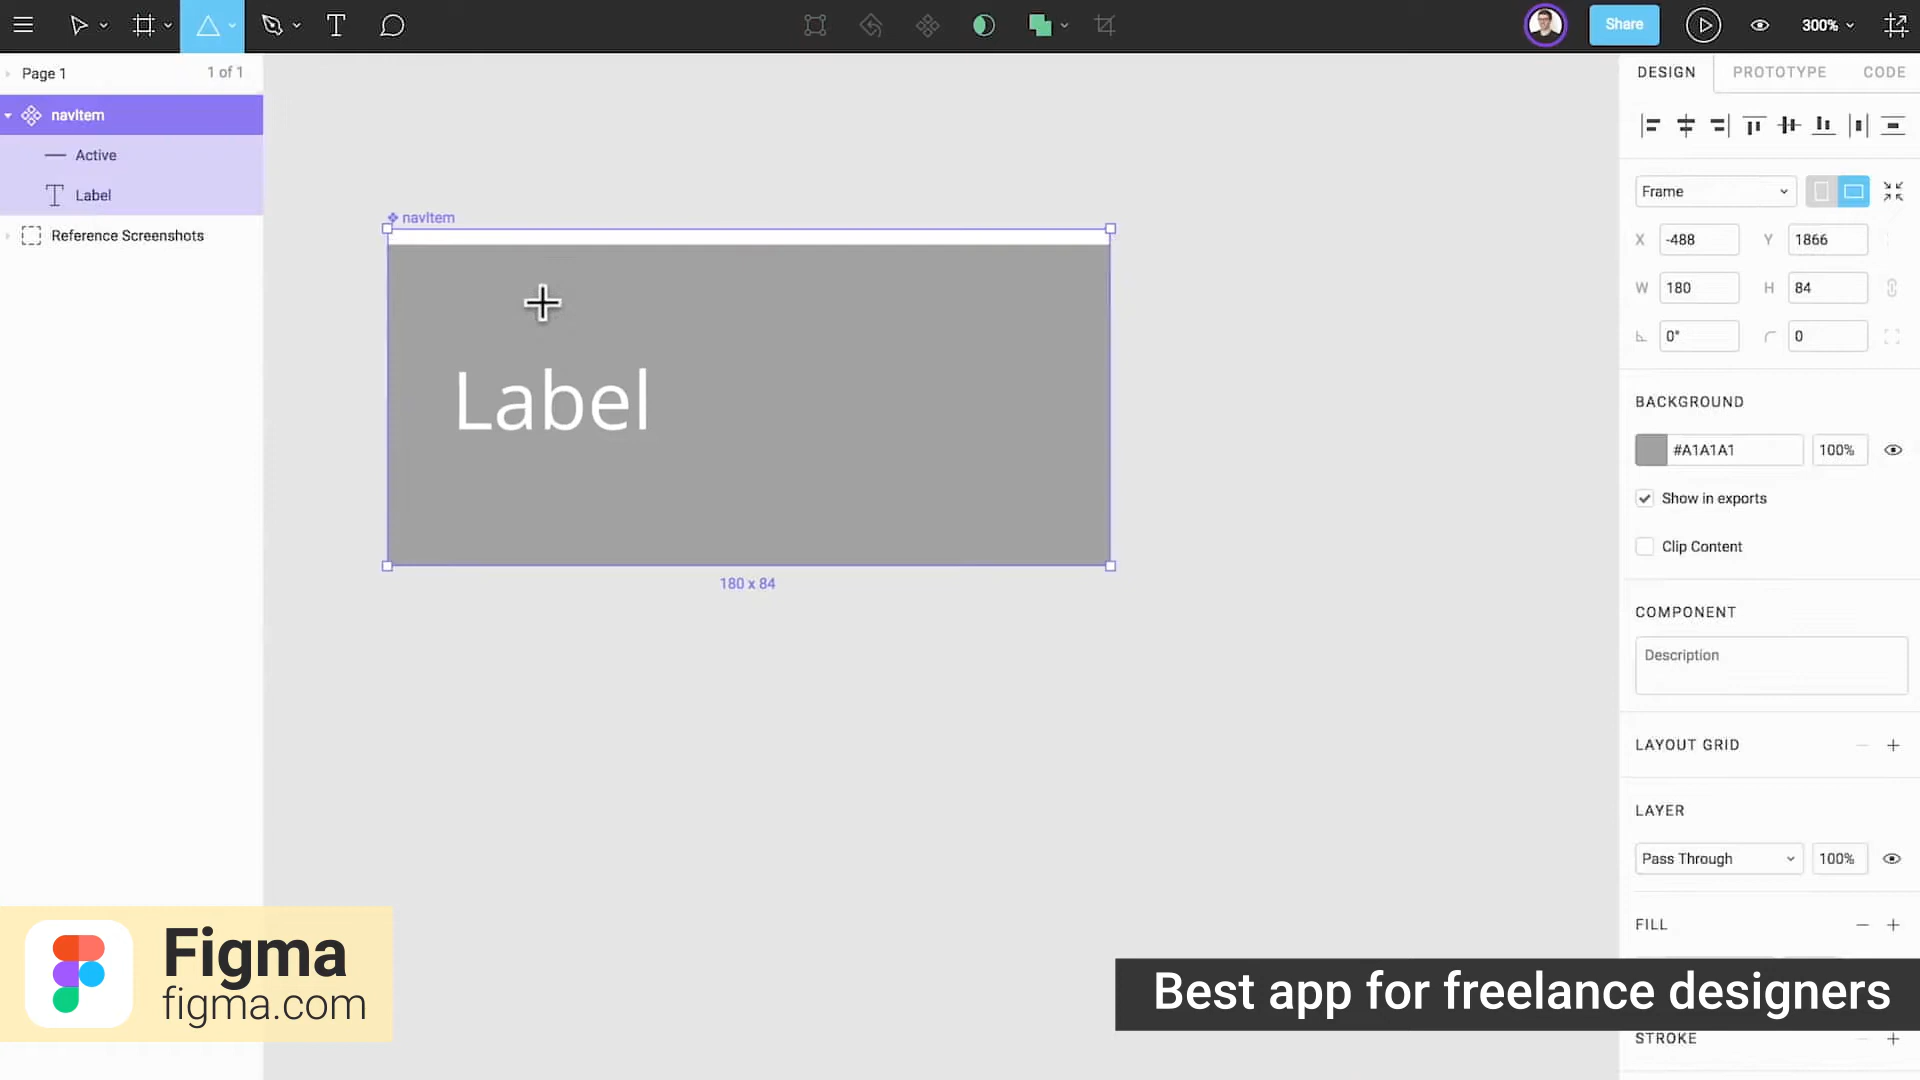 Share
300%
Page 1
1 of 1
navItem
Active
Label
Reference Screenshots
navItem
Label
180 x 84
DESIGN
PROTOTYPE
CODE
Frame
X
-488
Y
1866
W
180
H
84
0°
0
BACKGROUND
#A1A1A1
100%
Show in exports
Clip Content
COMPONENT
Description
LAYOUT GRID
LAYER
Pass Through
100%
FILL
STROKE
Figma
figma.com
Best app for freelance designers